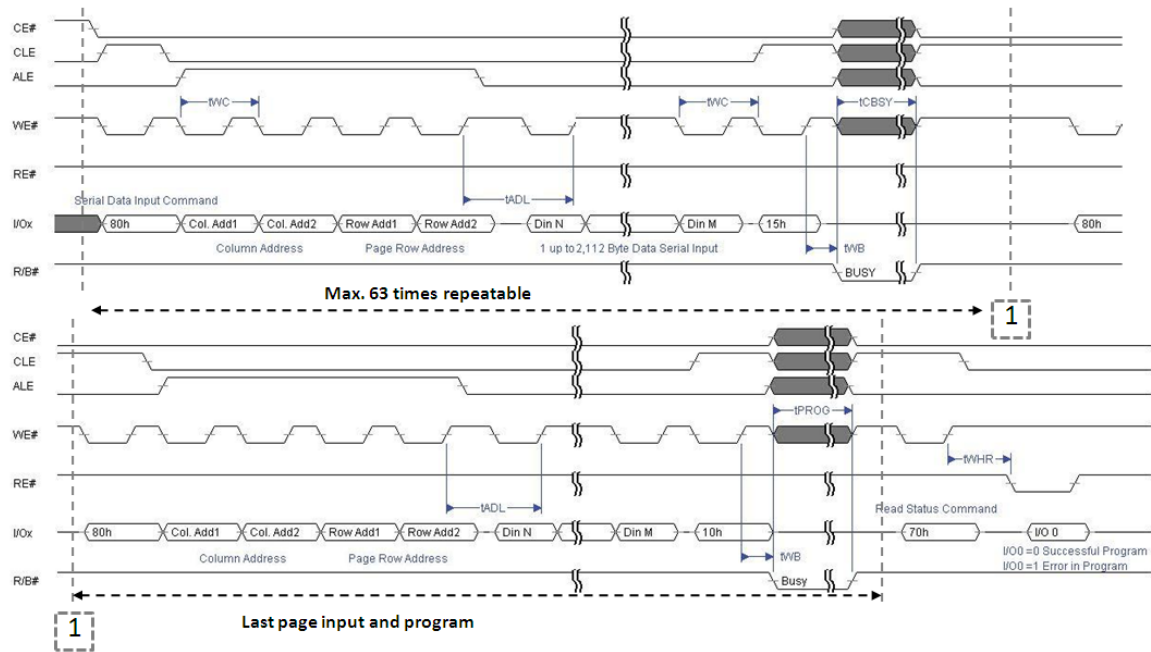 CE#
CLE
ALE
tWC tWC tCBSY
WE#
RE#
tADL
Serial Data Input Command
I/Ox 80h Col. Add1 Col. Add2 Row Add1 Row Add2 Din N Din M 15h 80h
Column Address Page Row Address 1 up to 2,112 Byte Data Serial Input tWB
R/B# BUSY
Max. 63 times repeatable 1
CE#
CLE
ALE
tPROG
WE#
tWHR
RE#
tADL Read Status Command
I/Ox 80h Col. Add1 Col. Add2 Row Add1 Row Add2 Din N Din M 10h 70h I/O 0
Column Address Page Row Address tWB I/O0 =0 Successful Program
I/O0 =1 Error in Program
R/B# Busy
1 Last page input and program